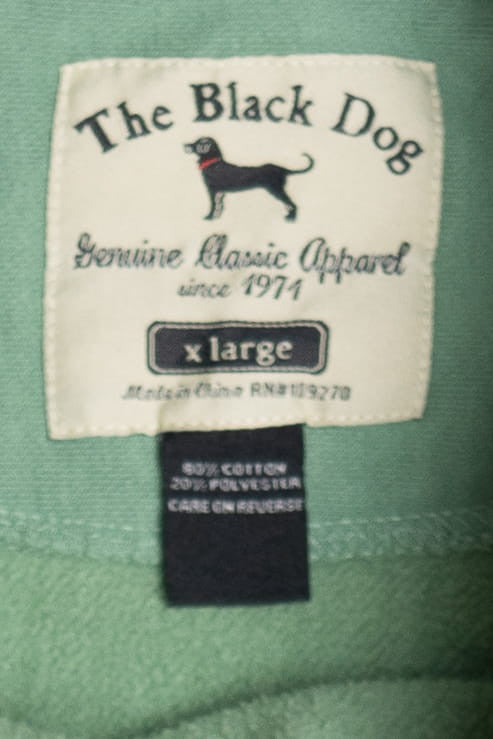 The Black Dog
Genuine Classic Apparel
since 1971
x large
Made in China RN#109270
80% COTTON
20% POLYESTER
CARE ON REVERSE